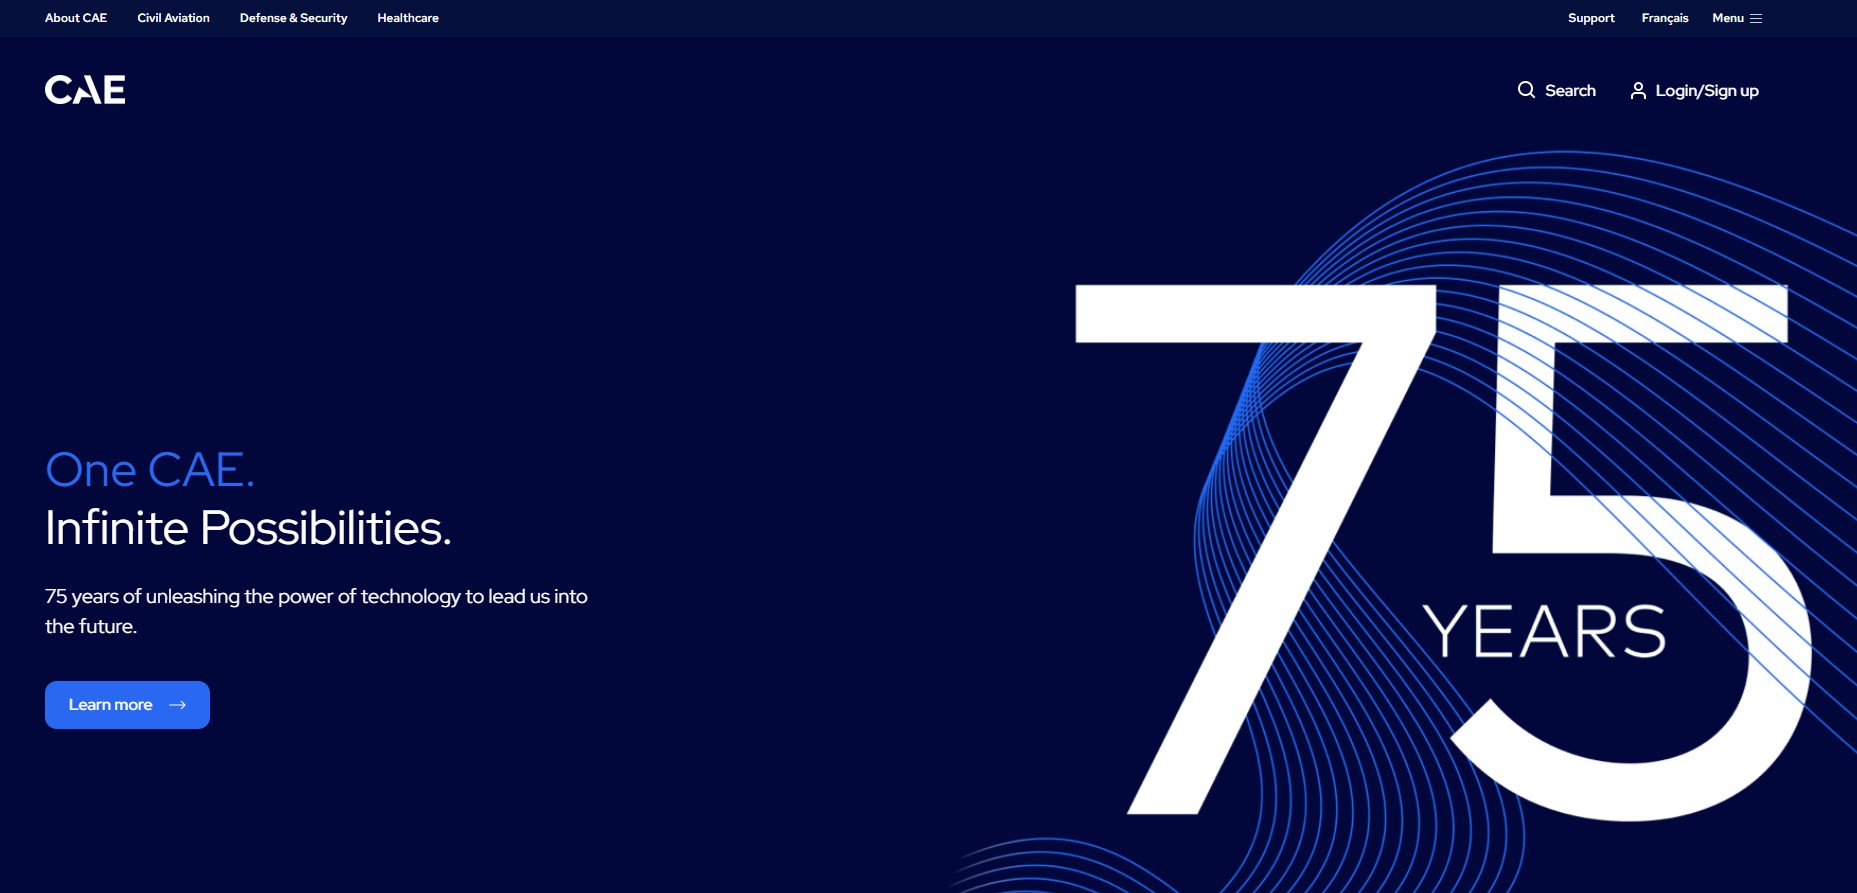 About CAE Civil Aviation Defense & Security Healthcare Support Français Menu
CAE Search Login/Sign up
75
YEARS
One CAE.
Infinite Possibilities.
75 years of unleashing the power of technology to lead us into
the future.
Learn more